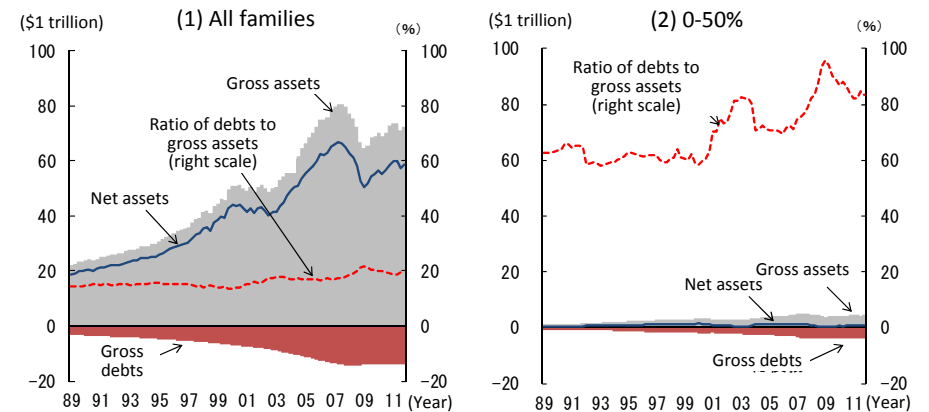 ($1 trillion) (1) All families (%)
100 100
80 80
60 60
40 40
20 20
0 0
−20 −20
89 91 93 95 97 99 01 03 05 07 09 11 (Year)
Gross assets
Ratio of debts to
gross assets
(right scale)
Net assets
Gross
debts
($1 trillion) (2) 0-50% (%)
100 100
80 80
60 60
40 40
20 20
0 0
−20 −20
89 91 93 95 97 99 01 03 05 07 09 11 (Year)
Ratio of debts to
gross assets
(right scale)
Gross assets
Net assets
Gross debts